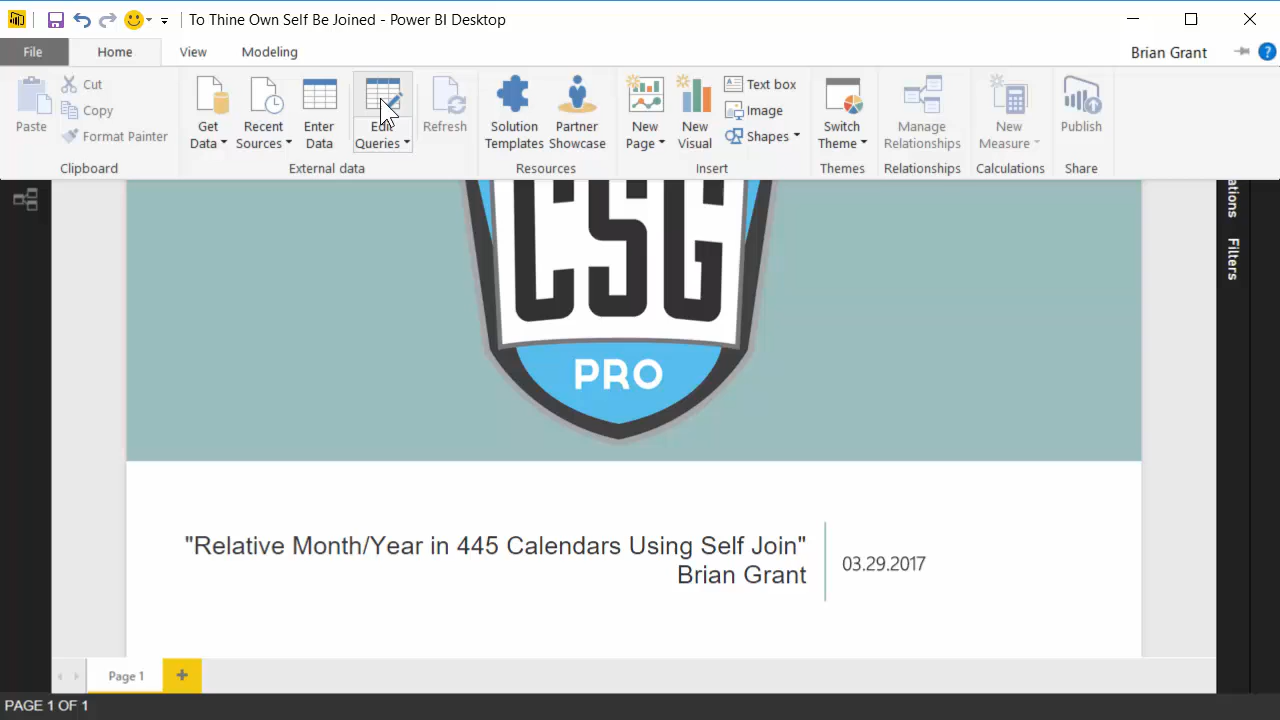 To Thine Own Self Be Joined - Power BI Desktop
File Home View Modeling Brian Grant ?
Paste
Cut
Copy
Format Painter
Clipboard
Get Data
Recent Sources
Enter Data
Edit Queries
Refresh
External data
Solution Templates
Partner Showcase
Resources
New Page
New Visual
Text box
Image
Shapes
Insert
Switch Theme
Themes
Manage Relationships
Relationships
New Measure
Calculations
Publish
Share
ations
Filters
CSG
PRO
"Relative Month/Year in 445 Calendars Using Self Join"
Brian Grant
03.29.2017
Page 1 +
PAGE 1 OF 1